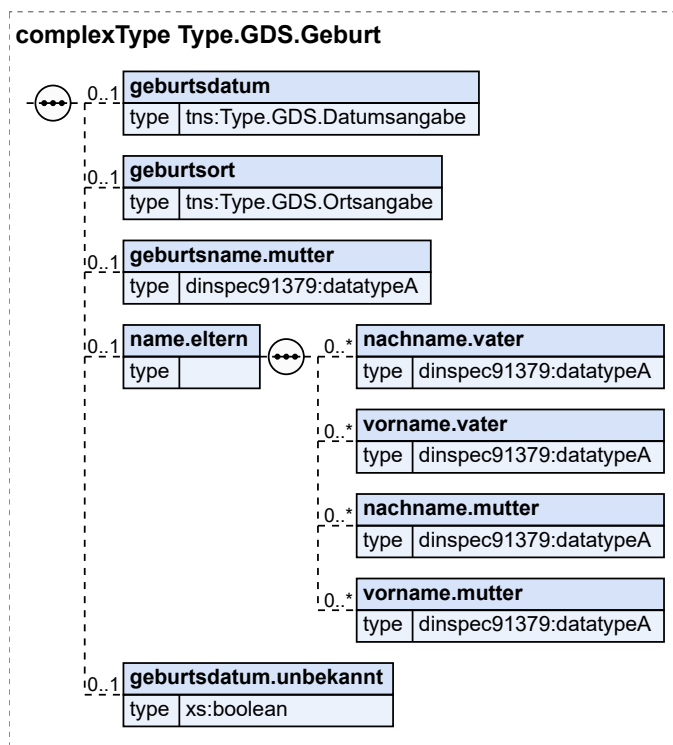 complexType Type.GDS.Geburt
0..1 geburtsdatum
type tns:Type.GDS.Datumsangabe
0..1 geburtsort
type tns:Type.GDS.Ortsangabe
0..1 geburtsname.mutter
type dinspec91379:datatypeA
0..1 name.eltern
type
0..* nachname.vater
type dinspec91379:datatypeA
0..* vorname.vater
type dinspec91379:datatypeA
0..* nachname.mutter
type dinspec91379:datatypeA
0..* vorname.mutter
type dinspec91379:datatypeA
0..1 geburtsdatum.unbekannt
type xs:boolean